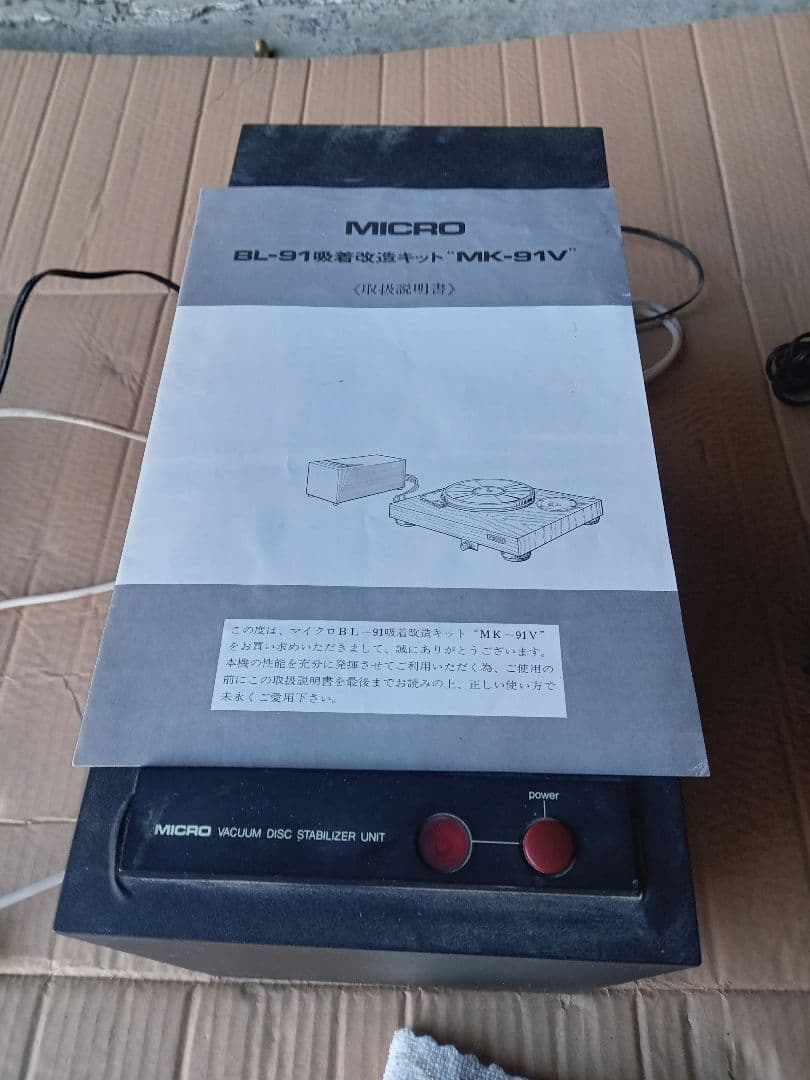 MICRO
BL-91吸着改造キット“MK-91V”
《取扱説明書》
この度は、マイクロBL-91吸着改造キット“MK-91V”
をお買い求めいただきまして、誠にありがとうございます。
本機の性能を充分に発揮させてご利用いただく為、ご使用の
前にこの取扱説明書を最後までお読みの上、正しい使い方で
末永くご愛用下さい。
power
MICRO VACUUM DISC STABILIZER UNIT